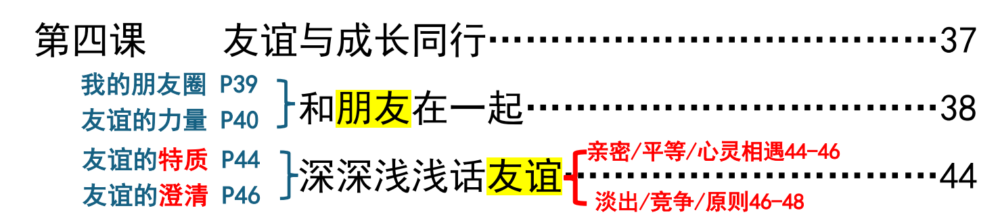 第四课 友谊与成长同行………………………………37
我的朋友圈 P39
友谊的力量 P40
和朋友在一起………………………………38
友谊的特质 P44
友谊的澄清 P46
深深浅浅话友谊………………………………44
亲密/平等/心灵相遇44-46
淡出/竞争/原则46-48